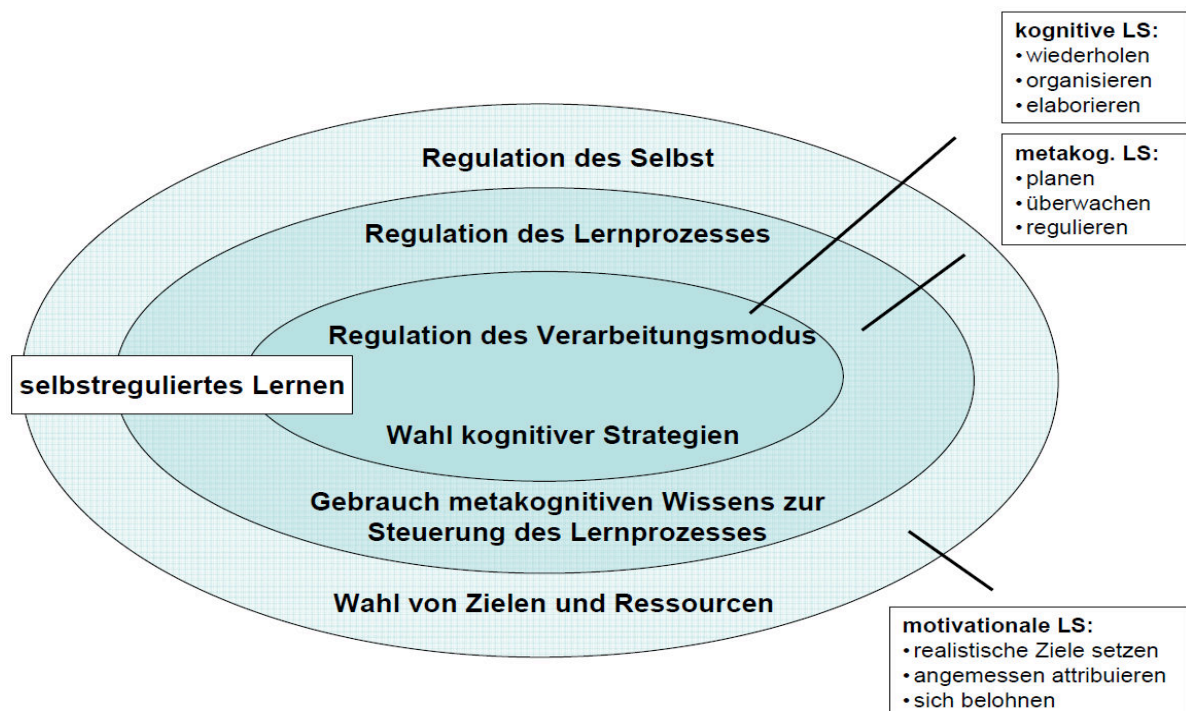 kognitive LS:
• wiederholen
• organisieren
• elaborieren
metakog. LS:
• planen
• überwachen
• regulieren
Regulation des Selbst
Regulation des Lernprozesses
Regulation des Verarbeitungsmodus
selbstreguliertes Lernen
Wahl kognitiver Strategien
Gebrauch metakognitiven Wissens zur
Steuerung des Lernprozesses
Wahl von Zielen und Ressourcen
motivationale LS:
• realistische Ziele setzen
• angemessen attribuieren
• sich belohnen